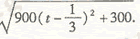 √900(t − 1/3)² + 300.